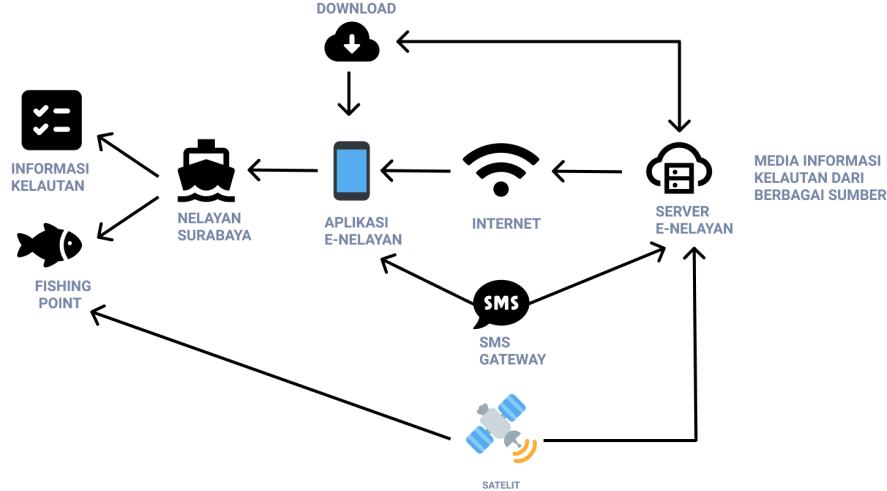 DOWNLOAD
INFORMASI
KELAUTAN
NELAYAN
SURABAYA
APLIKASI
E-NELAYAN
INTERNET
SERVER
E-NELAYAN
MEDIA INFORMASI
KELAUTAN DARI
BERBAGAI SUMBER
FISHING
POINT
SMS
SMS
GATEWAY
SATELIT